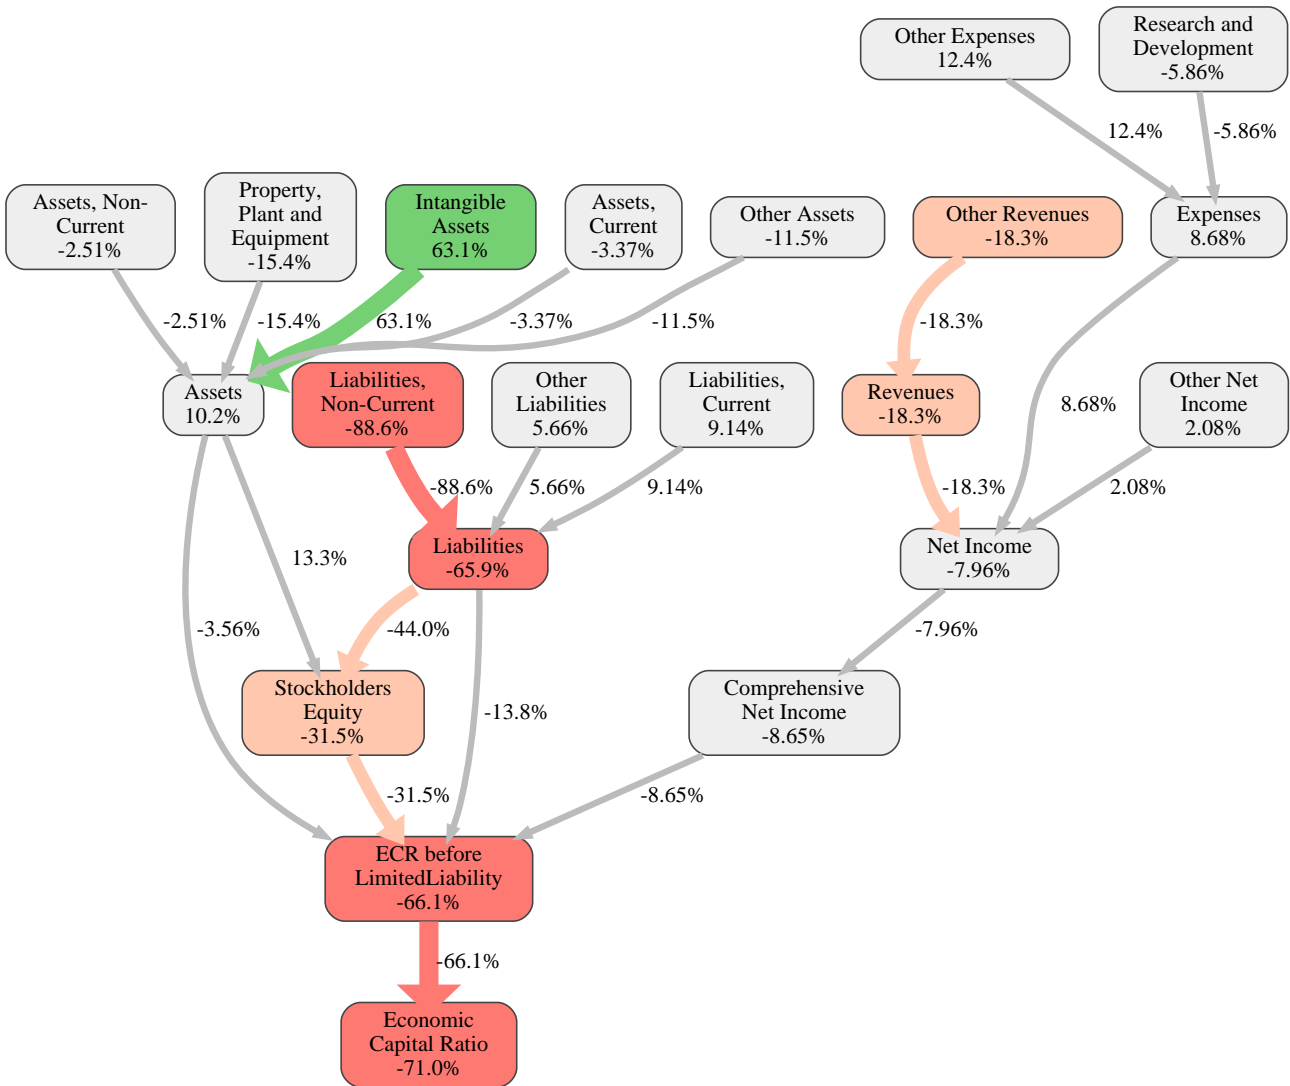 Other Expenses
12.4%
Research and
Development
-5.86%
12.4%
-5.86%
Assets, Non-
Current
-2.51%
Property,
Plant and
Equipment
-15.4%
Intangible
Assets
63.1%
Assets,
Current
-3.37%
Other Assets
-11.5%
Other Revenues
-18.3%
Expenses
8.68%
-2.51%
-15.4%
63.1%
-3.37%
-11.5%
-18.3%
Assets
10.2%
Liabilities,
Non-Current
-88.6%
Other
Liabilities
5.66%
Liabilities,
Current
9.14%
Revenues
-18.3%
8.68%
Other Net
Income
2.08%
-88.6%
5.66%
9.14%
-18.3%
2.08%
13.3%
Liabilities
-65.9%
Net Income
-7.96%
-3.56%
-44.0%
-7.96%
Stockholders
Equity
-31.5%
-13.8%
Comprehensive
Net Income
-8.65%
-31.5%
-8.65%
ECR before
LimitedLiability
-66.1%
-66.1%
Economic
Capital Ratio
-71.0%